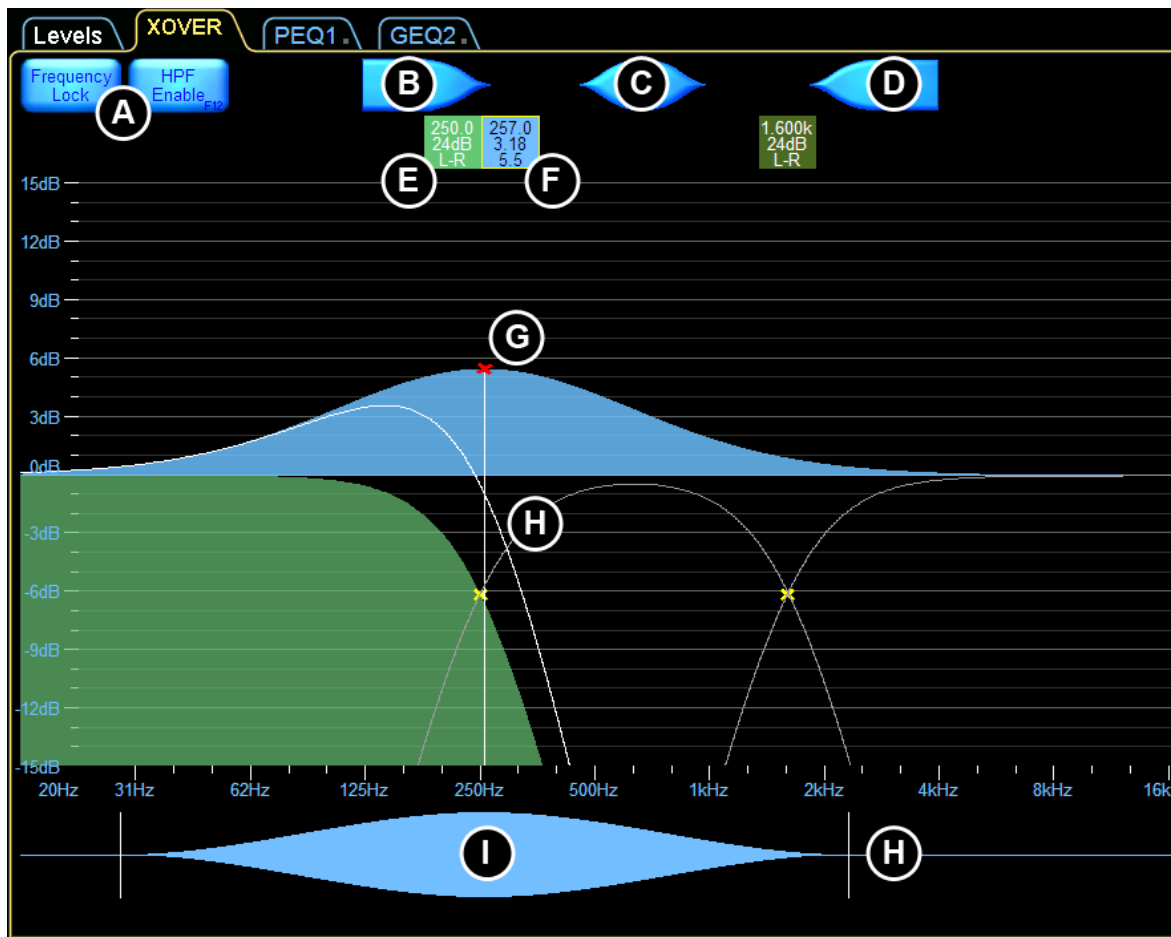 Levels XOVER PEQ1 GEQ2
Frequency Lock
HPF Enable F12
A
B
C
D
250.0
24dB
L-R
257.0
3.18
5.5
1.600k
24dB
L-R
E
F
15dB
12dB
9dB
6dB
G
3dB
0dB
H
-3dB
-6dB
-9dB
-12dB
-15dB
20Hz 31Hz 62Hz 125Hz 250Hz 500Hz 1kHz 2kHz 4kHz 8kHz 16k
I
H